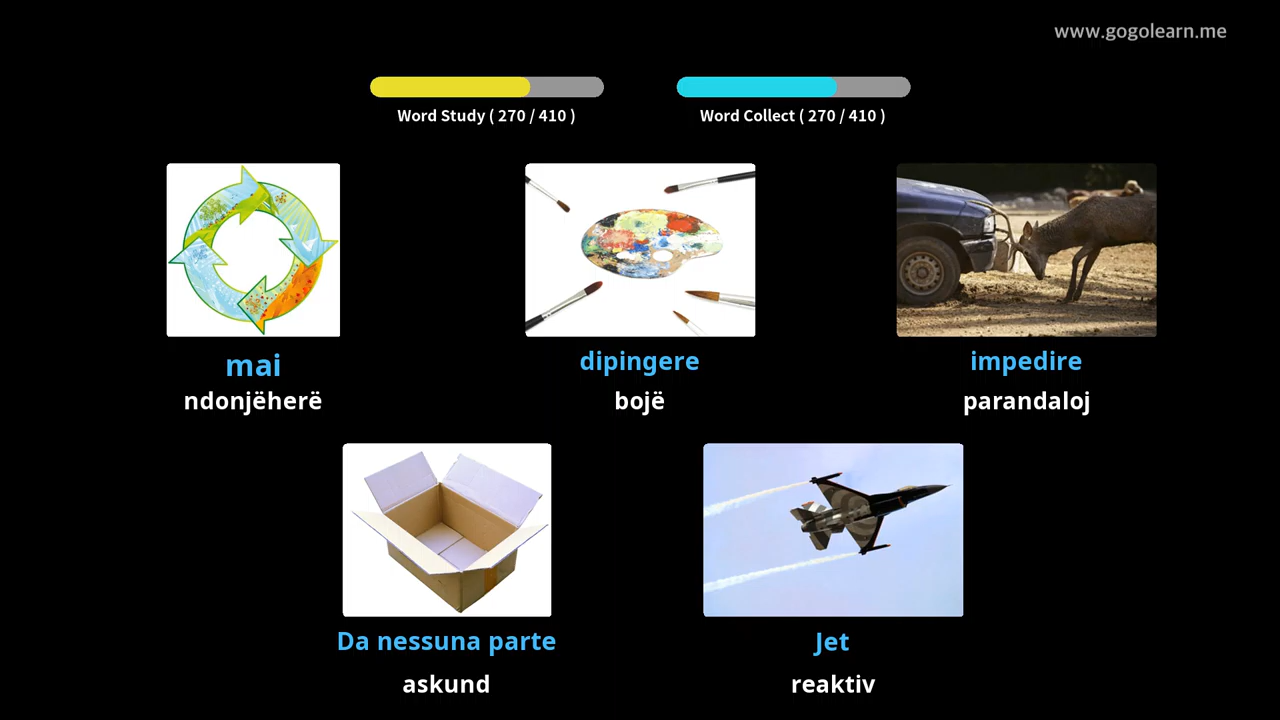 www.gogolearn.me
Word Study ( 270 / 410 )
Word Collect ( 270 / 410 )
mai
dipingere
impedire
ndonjëherë
bojë
parandaloj
Da nessuna parte
Jet
askund
reaktiv